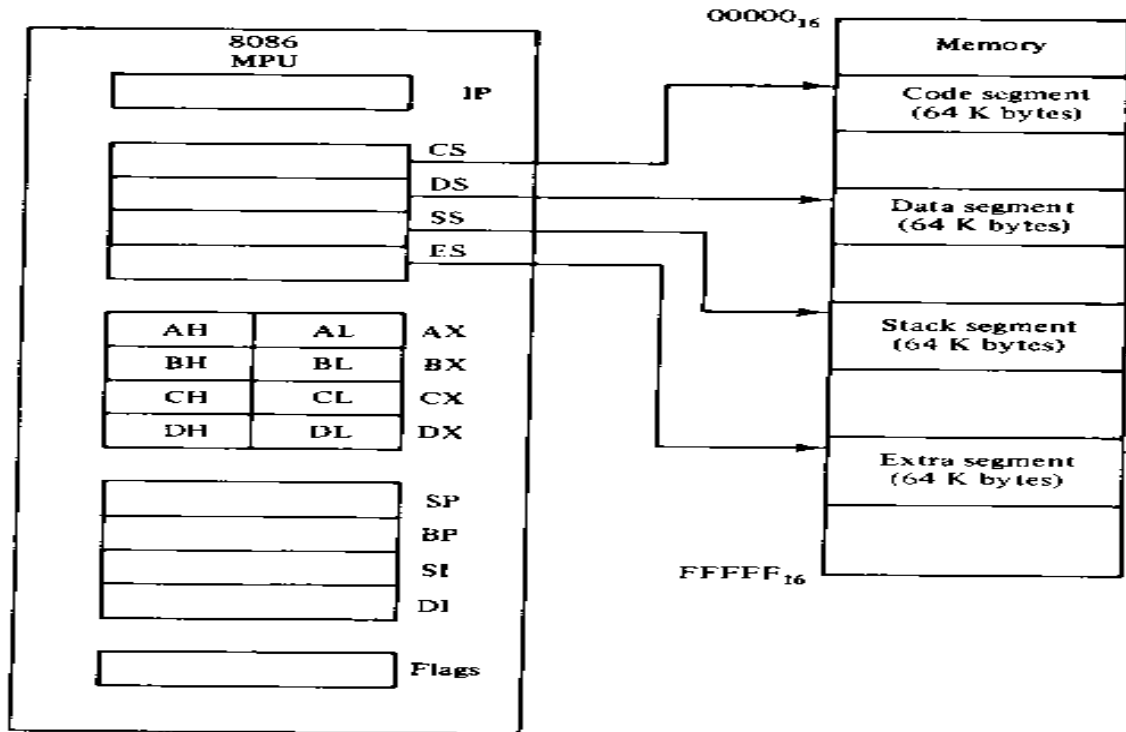 8086
MPU
IP
CS
DS
SS
ES
AH AL AX
BH BL BX
CH CL CX
DH DL DX
SP
BP
SI
DI
Flags
00000₁₆
Memory
Code segment
(64 K bytes)
Data segment
(64 K bytes)
Stack segment
(64 K bytes)
Extra segment
(64 K bytes)
FFFFF₁₆